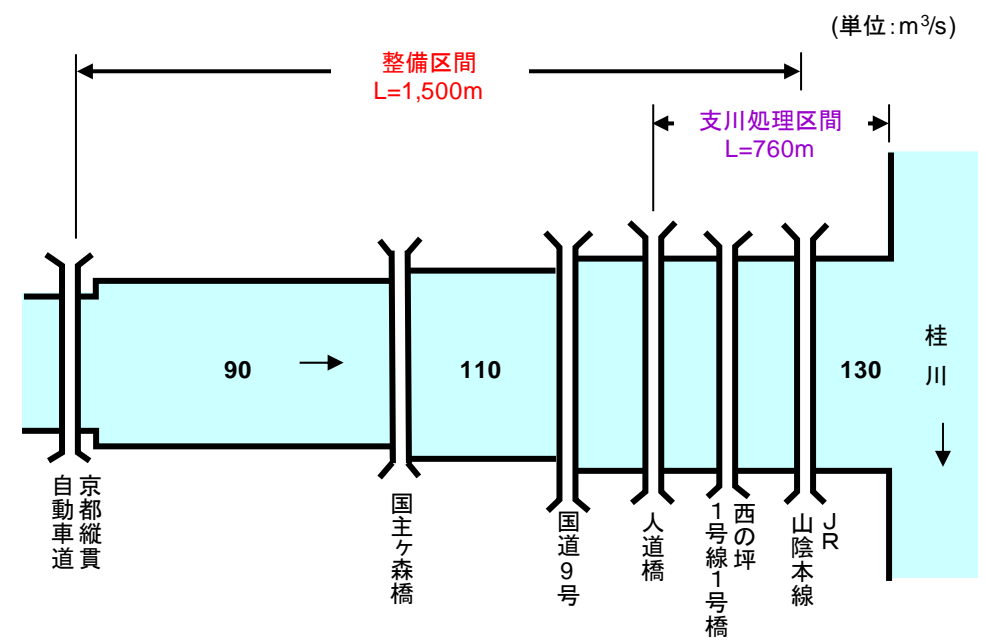 (単位:m³/s)
整備区間
L=1,500m
支川処理区間
L=760m
90
110
130
桂川
京都縦貫
自動車道
国主ヶ森橋
国道9号
人道橋
西の坪
1号線1号橋
JR
山陰本線